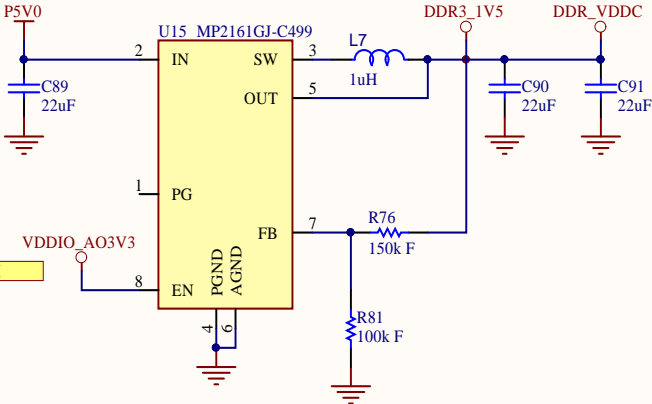 P5V0
DDR3_1V5
DDR_VDDC
U15 MP2161GJ-C499
2
IN
SW
3
L7
1uH
C89
22uF
OUT
5
C90
22uF
C91
22uF
1
PG
VDDIO_AO3V3
FB
7
R76
150k F
8
EN
PGND
AGND
4
6
R81
100k F